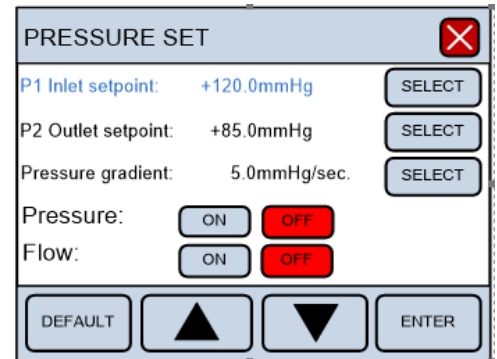 PRESSURE SET
P1 Inlet setpoint: +120.0mmHg SELECT
P2 Outlet setpoint: +85.0mmHg SELECT
Pressure gradient: 5.0mmHg/sec. SELECT
Pressure: ON OFF
Flow: ON OFF
DEFAULT ENTER